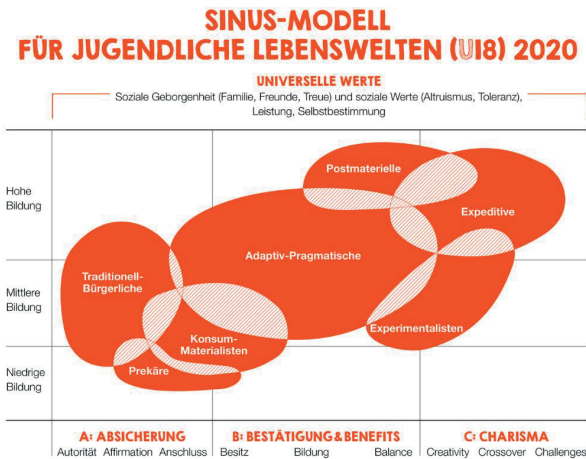 SINUS-MODELL
FÜR JUGENDLICHE LEBENSWELTEN (U18) 2020
UNIVERSELLE WERTE
Soziale Geborgenheit (Familie, Freunde, Treue) und soziale Werte (Altruismus, Toleranz),
Leistung, Selbstbestimmung
Hohe
Bildung
Postmaterielle
Expeditive
Adaptiv-Pragmatische
Traditionell-
Bürgerliche
Mittlere
Bildung
Experimentalisten
Konsum-
Materialisten
Niedrige
Bildung
Prekäre
A: ABSICHERUNG
B: BESTÄTIGUNG & BENEFITS
C: CHARISMA
Autorität Affirmation Anschluss
Besitz Bildung Balance
Creativity Crossover Challenges